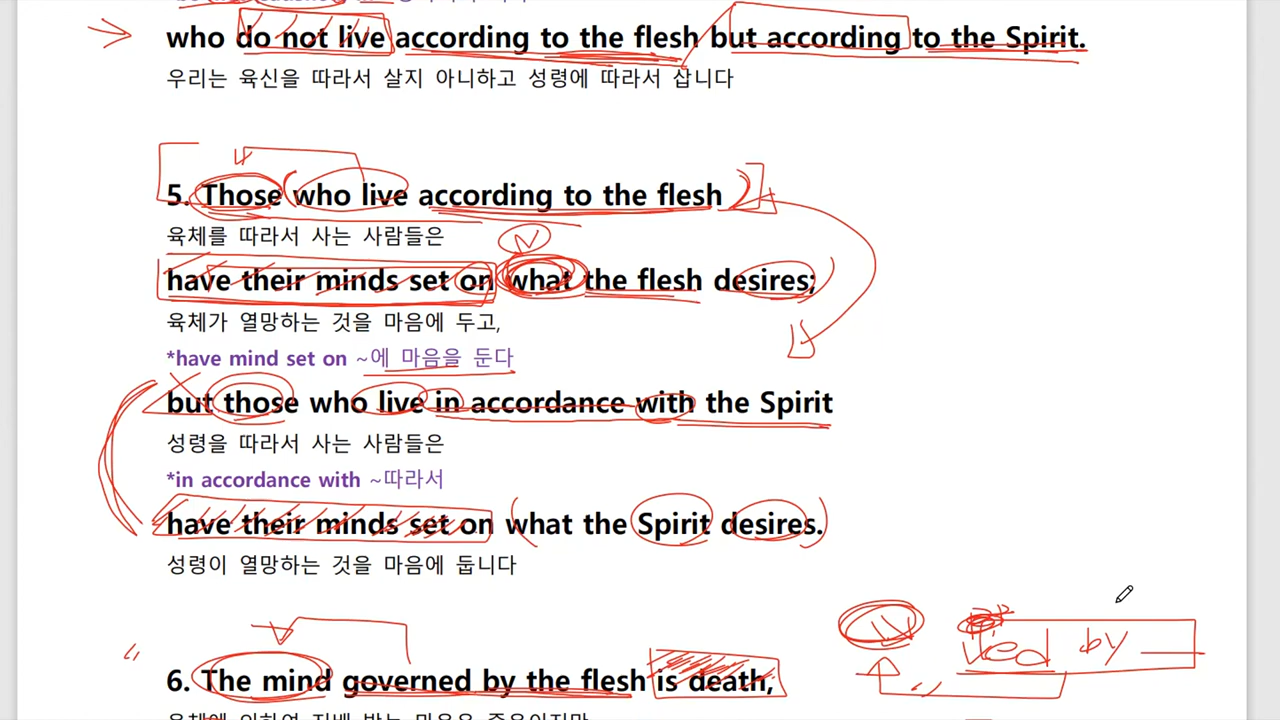 who do not live according to the flesh but according to the Spirit.
우리는 육신을 따라서 살지 아니하고 성령에 따라서 삽니다
5. Those who live according to the flesh
육체를 따라서 사는 사람들은
N
have their minds set on what the flesh desires;
육체가 열망하는 것을 마음에 두고,
*have mind set on ~에 마음을 둔다
but those who live in accordance with the Spirit
성령을 따라서 사는 사람들은
*in accordance with ~따라서
have their minds set on what the Spirit desires.
성령이 열망하는 것을 마음에 둡니다
by
6. The mind governed by the flesh is death,